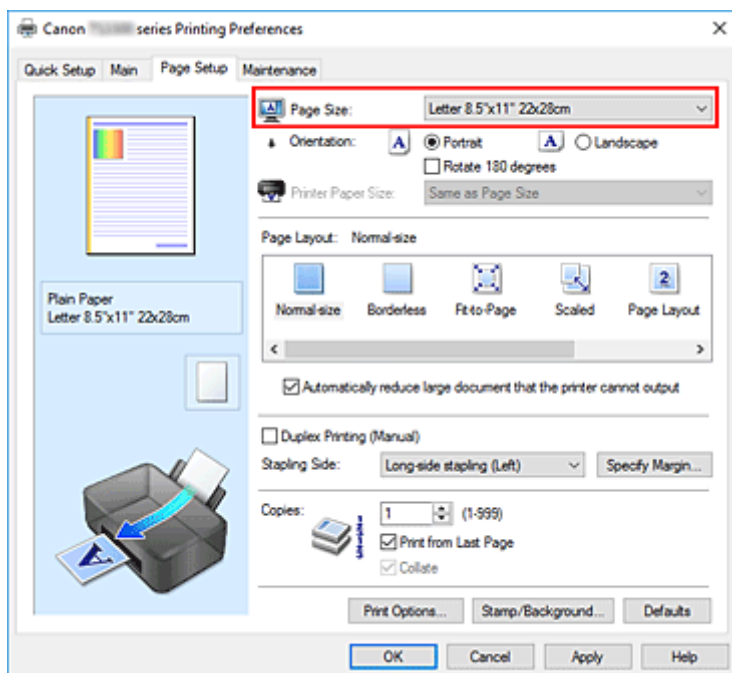 Canon series Printing Preferences
Quick Setup Main Page Setup Maintenance
Page Size: Letter 8.5"x11" 22x28cm
Orientation: A Portrait A Landscape
Rotate 180 degrees
Printer Paper Size: Same as Page Size
Page Layout: Normal-size
2
Normal-size Borderless Fit-to-Page Scaled Page Layout
Plain Paper
Letter 8.5"x11" 22x28cm
Automatically reduce large document that the printer cannot output
Duplex Printing (Manual)
Stapling Side: Long-side stapling (Left) Specify Margin...
Copies: 1 (1-999)
Print from Last Page
Collate
A
Print Options... Stamp/Background... Defaults
OK Cancel Apply Help